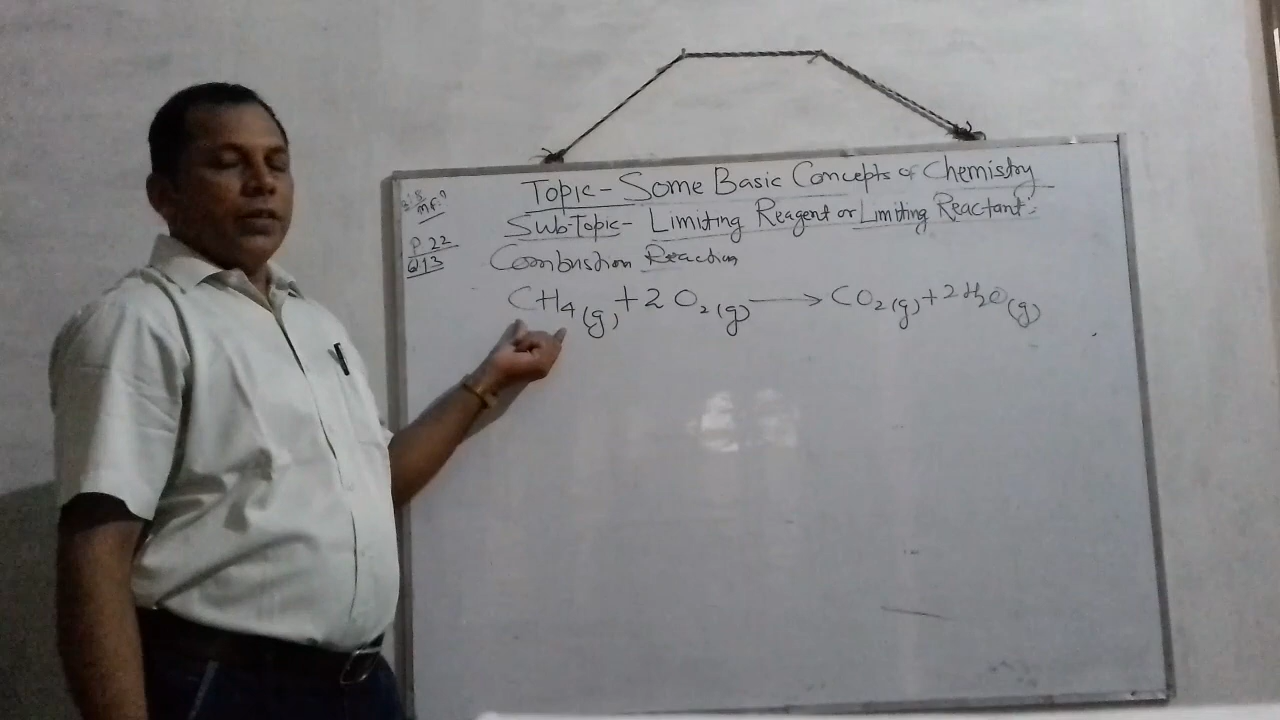 Topic - Some Basic Concepts of Chemistry
Sub-Topic - Limiting Reagent or Limiting Reactant:
P 22
Q13
Combustion Reaction
CH4(g) + 2 O2(g) ⟶ CO2(g) + 2 H2O(g)